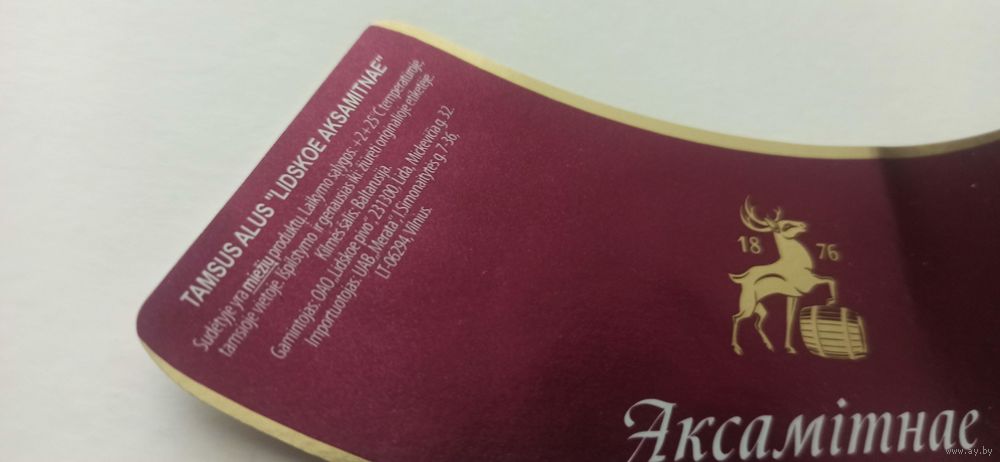 TAMSUS ALUS "LIDSKOE AKSAMITNAE"
Sudėtyje yra miežių produktų. Laikymo sąlygos: +2 +25˚C temperatūroje,
tamsioje vietoje. Išpilstymo ir geriausias iki: žiūrėti originalioje etiketėje.
Kilmės šalis: Baltarusija.
Gamintojas: OAO „Lidskoe pivo", 231300, Lida, Mickevičia g. 32.
Importuotojas: UAB „Merata", I.Simonaitytės g. 7-36,
LT-06294, Vilnius.
18 76
Аксамітнае
www.ay.by